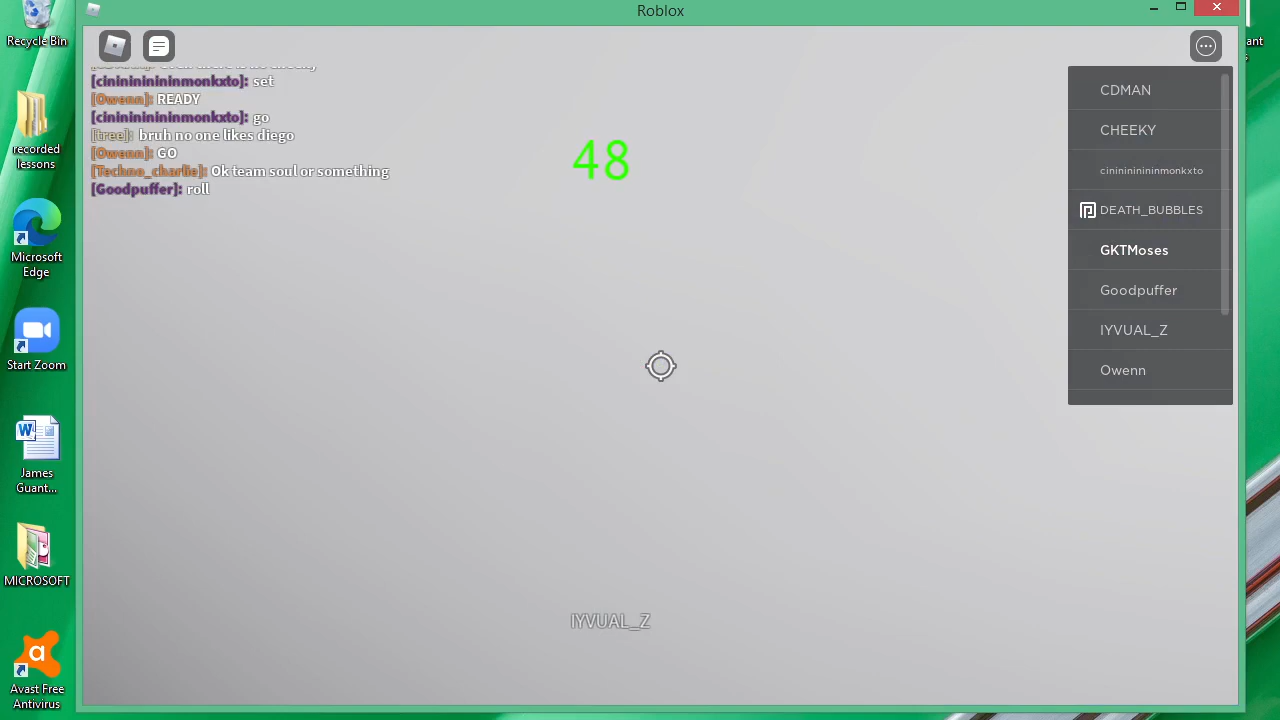 Roblox
Recycle Bin
recorded
lessons
Microsoft
Edge
Start Zoom
James
Guant...
MICROSOFT
Avast Free
Antivirus
[cininininininmonkxto]: set
[Owenn]: READY
[cininininininmonkxto]: go
[tree]: bruh no one likes diego
[Owenn]: GO
[Techno_charlie]: Ok team soul or something
[Goodpuffer]: roll
48
IYVUAL_Z
CDMAN
CHEEKY
cininininininmonkxto
DEATH_BUBBLES
GKTMoses
Goodpuffer
IYVUAL_Z
Owenn